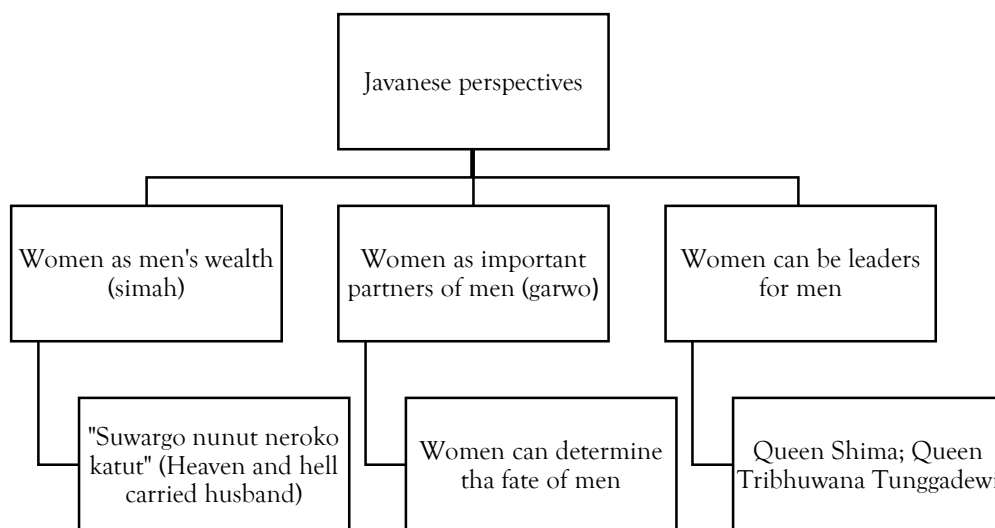 Javanese perspectives
Women as men's wealth
(simah)
Women as important
partners of men (garwo)
Women can be leaders
for men
"Suwargo nunut neroko
katut" (Heaven and hell
carried husband)
Women can determine
tha fate of men
Queen Shima; Queen
Tribhuwana Tunggadewi